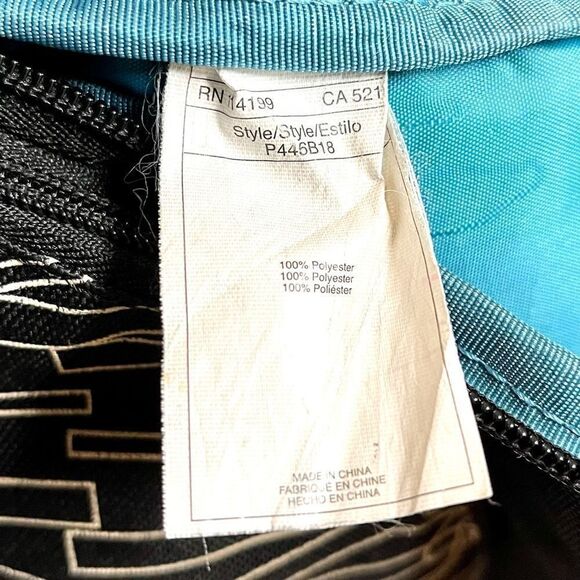 RN 114199 CA 521
Style/Style/Estilo
P446B18
100% Polyester
100% Polyester
100% Poliéster
MADE IN CHINA
FABRIQUÉ EN CHINE
HECHO EN CHINA